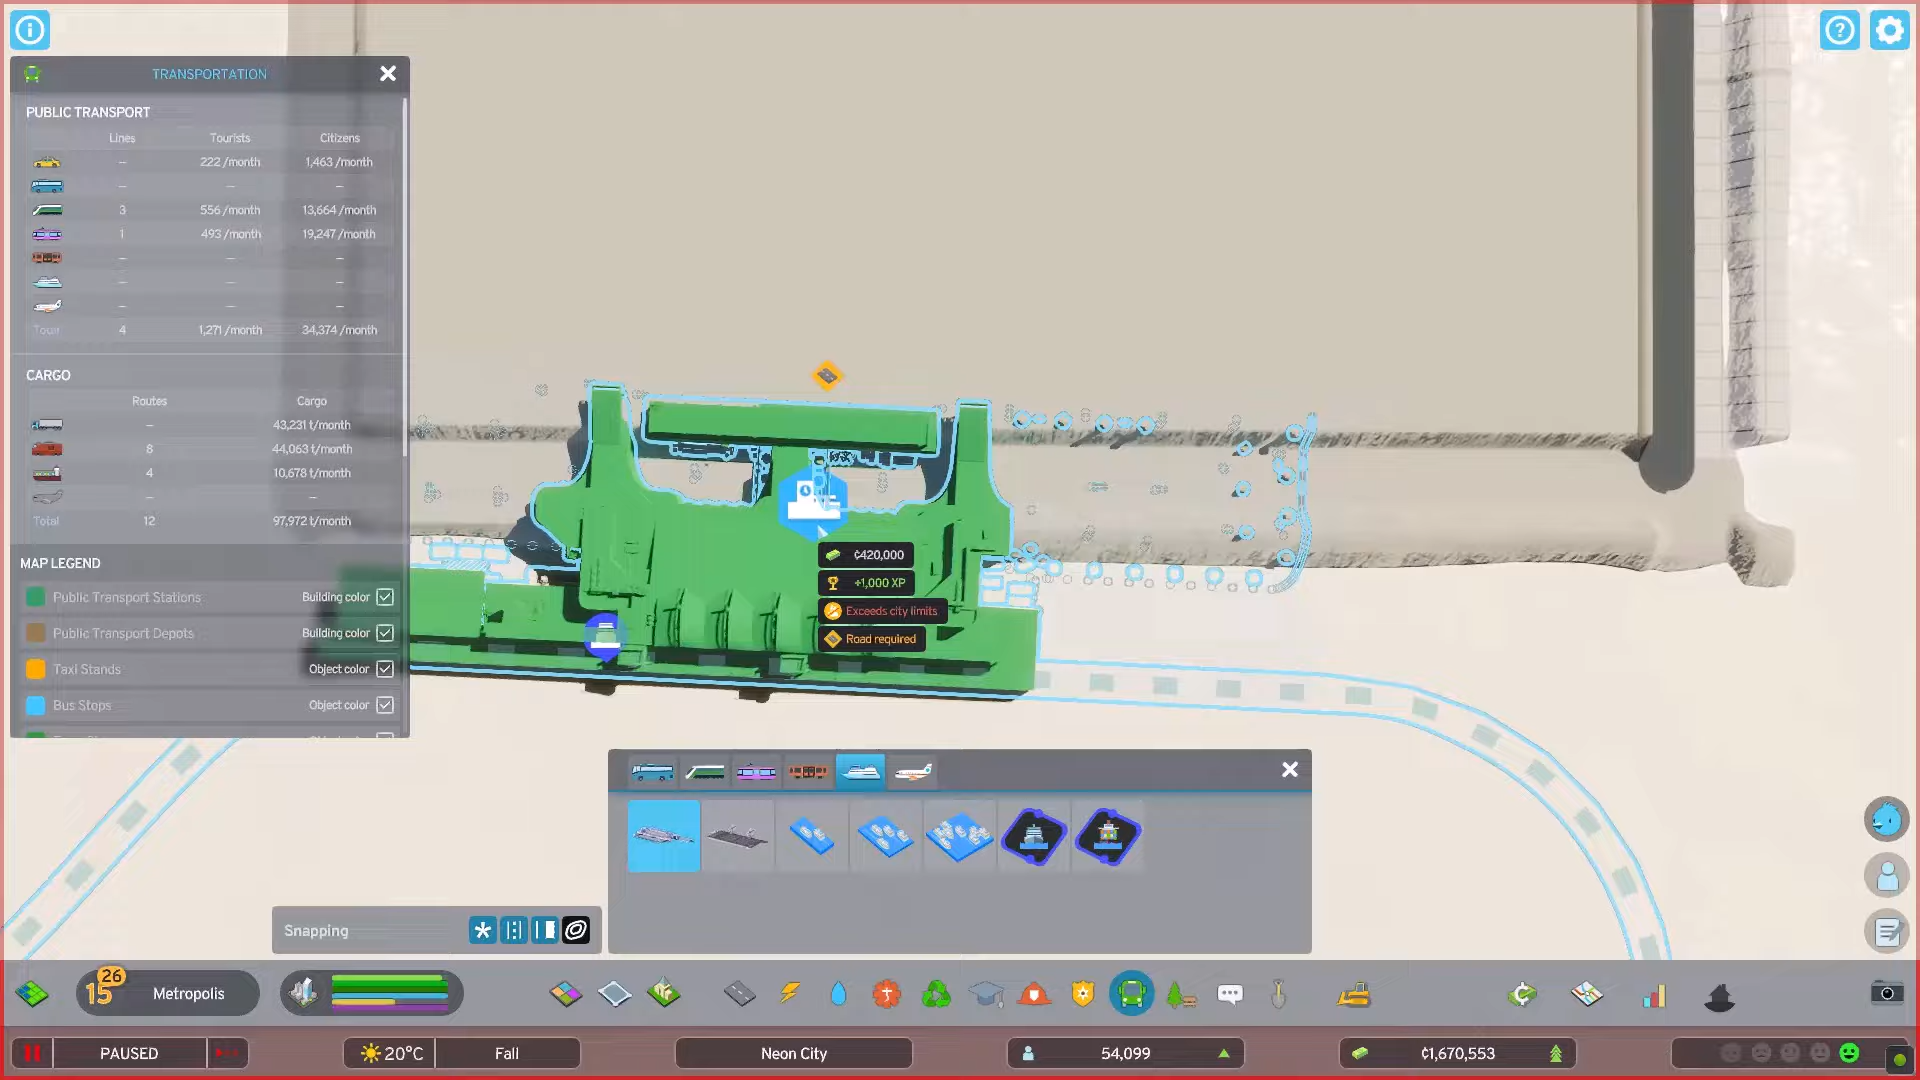 TRANSPORTATION
PUBLIC TRANSPORT
Lines Tourists Citizens
– 222 /month 1,463 /month
– – –
3 556 /month 13,664 /month
1 493 /month 19,247 /month
– – –
– – –
– – –
Total 4 1,271 /month 34,374 /month
CARGO
Routes Cargo
– 43,231 t/month
8 44,063 t/month
4 10,678 t/month
– –
Total 12 97,972 t/month
MAP LEGEND
Public Transport Stations Building color
Public Transport Depots Building color
Taxi Stands Object color
Bus Stops Object color
¢420,000
+1,000 XP
Exceeds city limits
Road required
Snapping
26
15 Metropolis
PAUSED 20°C Fall Neon City 54,099 ¢1,670,553